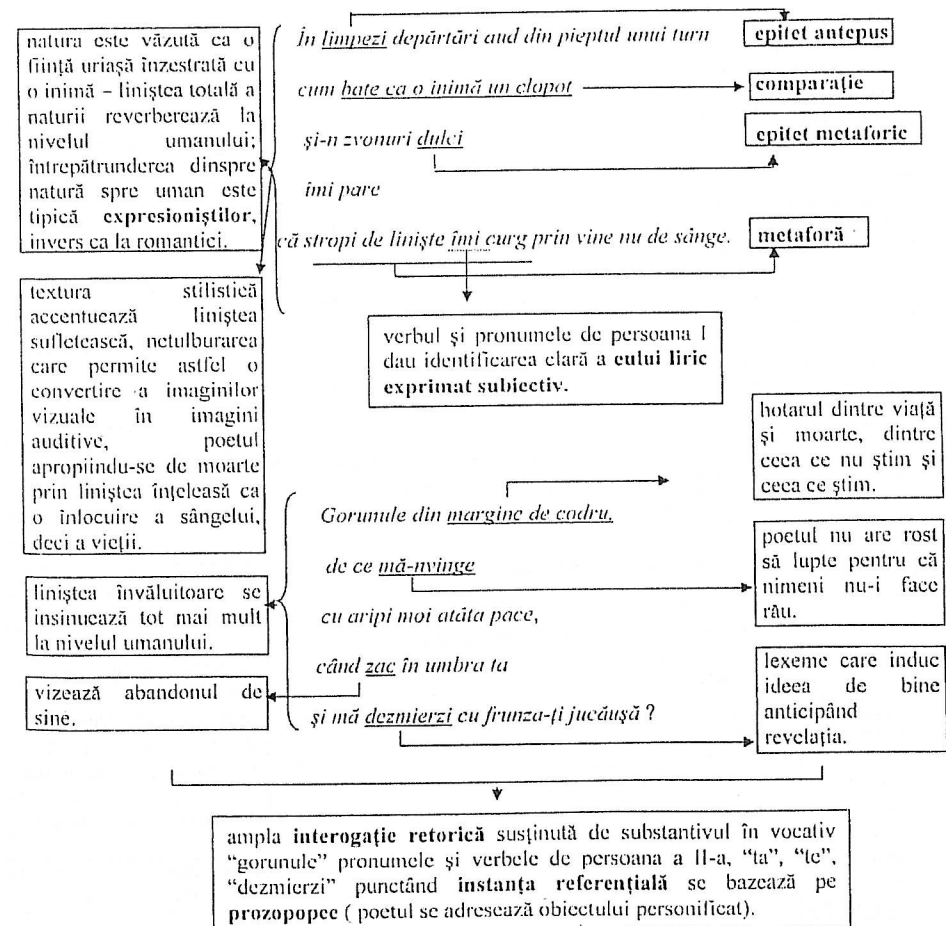 natura este văzută ca o
ființă uriașă înzestrată cu
o inimă – liniștea totală a
naturii reverberează la
nivelul umanului;
întrepătrunderea dinspre
natură spre uman este
tipică expresioniștilor,
invers ca la romantici.
În limpezi depărtări aud din pieptul unui turn
epitet antepus
cum bate ca o inimă un clopot
comparație
și-n zvonuri dulci
epitet metaforic
îmi pare
că stropi de liniște îmi curg prin vine nu de sânge.
metaforă
textura stilistică
accentuează liniștea
sufletească, netulburarea
care permite astfel o
convertire a imaginilor
vizuale în imagini
auditive, poetul
apropiindu-se de moarte
prin liniștea înțeleasă ca
o înlocuire a sângelui,
deci a vieții.
verbul și pronumele de persoana I
dau identificarea clară a eului liric
exprimat subiectiv.
hotarul dintre viață
și moarte, dintre
ceea ce nu știm și
ceea ce știm.
Gorunule din margine de codru,
de ce mă-nvinge
poetul nu are rost
să lupte pentru că
nimeni nu-i face
rău.
liniștea învăluitoare se
insinuează tot mai mult
la nivelul umanului.
cu aripi moi atâta pace,
când zac în umbra ta
vizează abandonul de
sine.
și mă dezmierzi cu frunza-ți jucăușă ?
lexeme care induc
ideea de bine
anticipând
revelația.
ampla interogație retorică susținută de substantivul în vocativ
“gorunule” pronumele și verbele de persoana a II-a, “ta”, “te”,
“dezmierzi” punctând instanța referențială se bazează pe
prozopopee ( poetul se adresează obiectului personificat).